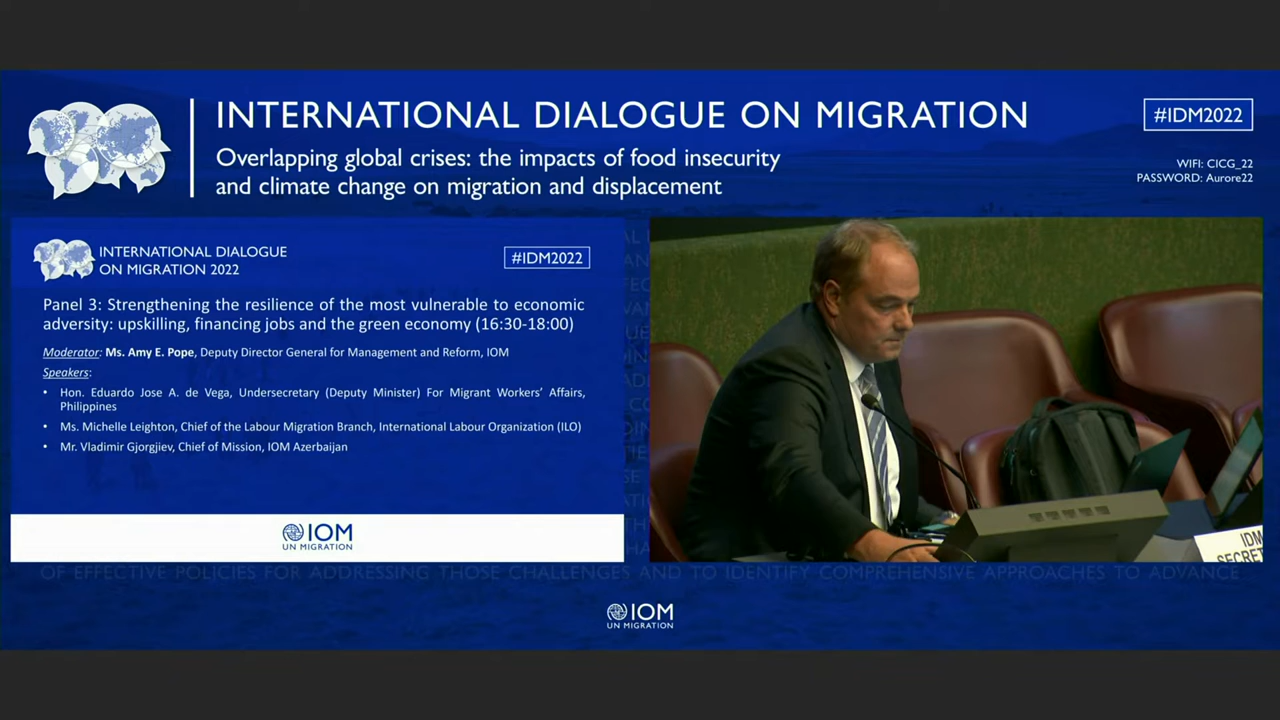 INTERNATIONAL DIALOGUE ON MIGRATION
Overlapping global crises: the impacts of food insecurity
and climate change on migration and displacement
#IDM2022
WIFI: CICG_22
PASSWORD: Aurore22
INTERNATIONAL DIALOGUE
ON MIGRATION 2022
#IDM2022
Panel 3: Strengthening the resilience of the most vulnerable to economic
adversity: upskilling, financing jobs and the green economy (16:30-18:00)
Moderator: Ms. Amy E. Pope, Deputy Director General for Management and Reform, IOM
Speakers:
• Hon. Eduardo Jose A. de Vega, Undersecretary (Deputy Minister) For Migrant Workers' Affairs,
Philippines
• Ms. Michelle Leighton, Chief of the Labour Migration Branch, International Labour Organization (ILO)
• Mr. Vladimir Gjorgjiev, Chief of Mission, IOM Azerbaijan
IOM
UN MIGRATION
IDM
SECRET
OF EFFECTIVE POLICIES FOR ADDRESSING THOSE CHALLENGES AND TO IDENTIFY COMPREHENSIVE APPROACHES TO ADVANCE
IOM
UN MIGRATION